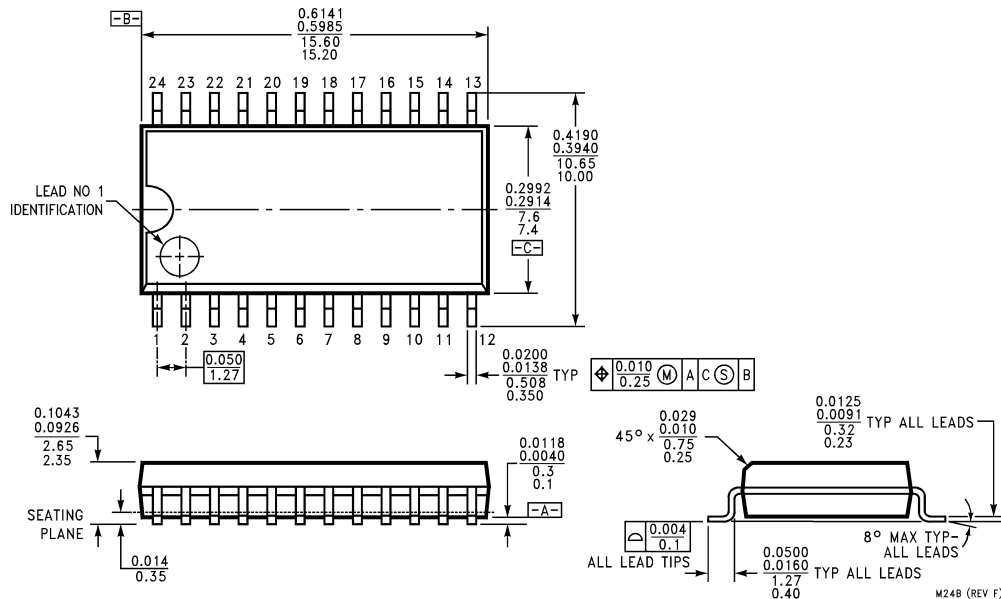 -B-
0.6141
0.5985
15.60
15.20
24 23 22 21 20 19 18 17 16 15 14 13
0.4190
0.3940
10.65
10.00
0.2992
0.2914
7.6
7.4
-C-
LEAD NO 1
IDENTIFICATION
1 2 3 4 5 6 7 8 9 10 11 12
0.050
1.27
0.0200
0.0138
0.508
0.350
TYP
0.010
0.25
M A C S B
0.1043
0.0926
2.65
2.35
0.0118
0.0040
0.3
0.1
-A-
SEATING
PLANE
0.014
0.35
45° x
0.029
0.010
0.75
0.25
0.0125
0.0091
0.32
0.23
TYP ALL LEADS
0.004
0.1
ALL LEAD TIPS
0.0500
0.0160
1.27
0.40
TYP ALL LEADS
8° MAX TYP-
ALL LEADS
M24B (REV F)